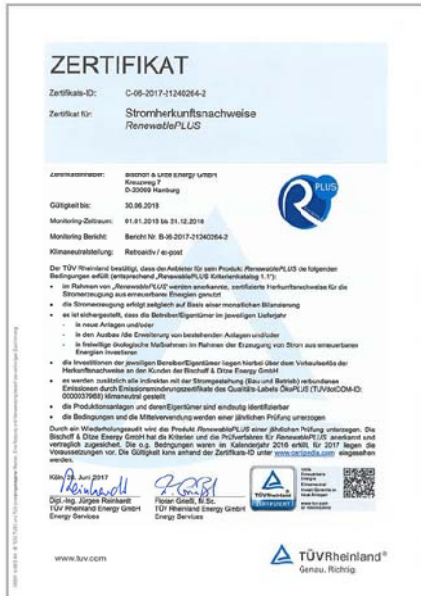 ZERTIFIKAT
Zertifikats-ID: C-06-2017-21240264-2
Zertifikat für: Stromherkunftsnachweise
RenewablePLUS
Zertifikatsinhaber: Bischoff & Ditze Energy GmbH
Kreuzweg 7
D-20099 Hamburg
Gültigkeit bis: 30.06.2018
Monitoring-Zeitraum: 01.01.2016 bis 31.12.2016
Monitoring Bericht: Bericht Nr. B-06-2017-21240264-2
Klimaneutralstellung: Retroaktiv / ex-post
R PLUS
Der TÜV Rheinland bestätigt, dass der Anbieter für sein Produkt RenewablePLUS die folgenden
Bedingungen erfüllt (entsprechend „RenewablePLUS Kriterienkatalog 1.1“):
• im Rahmen von „RenewablePLUS“ werden anerkannte, zertifizierte Herkunftsnachweise für die
Stromerzeugung aus erneuerbaren Energien genutzt
• die Stromerzeugung erfolgt zeitgleich auf Basis einer monatlichen Bilanzierung
• es ist sichergestellt, dass die Betreiber/Eigentümer im jeweiligen Lieferjahr
- in neue Anlagen und/oder
- in den Ausbau /die Erweiterung von bestehenden Anlagen und/oder
- in freiwillige ökologische Maßnahmen im Rahmen der Erzeugung von Strom aus erneuerbaren
Energien investieren
• die Investitionen der jeweiligen Betreiber/Eigentümer liegen hierbei über dem Verkaufserlös der
Herkunftsnachweise an den Kunden der Bischoff & Ditze Energy GmbH
• es werden zusätzlich alle indirekten mit der Stromgestehung (Bau und Betrieb) verbundenen
Emissionen durch Emissionsminderungszertifikate des Qualitäts-Labels ÖkoPLUS (TÜVdotCOM-ID:
0000037968) klimaneutral gestellt
• die Produktionsanlagen und deren Eigentümer sind eindeutig identifizierbar
• die Bedingungen und die Mittelverwendung werden einer jährlichen Prüfung unterzogen
Durch ein Wiederholungsaudit wird das Produkt RenewablePLUS einer jährlichen Prüfung unterzogen. Die
Bischoff & Ditze Energy GmbH hat die Kriterien und die Prüfverfahren für RenewablePLUS anerkannt und
vertraglich zugesichert. Die o.g. Bedingungen waren im Kalenderjahr 2016 erfüllt, für 2017 liegen die
Voraussetzungen vor. Die Gültigkeit kann anhand der Zertifikats-ID unter www.certipedia.com eingesehen
werden.
Köln, 28. Juni 2017
Dipl.-Ing. Jürgen Reinhardt
TÜV Rheinland Energy GmbH
Energy Services
Florian Grießl, M.Sc.
TÜV Rheinland Energy GmbH
Energy Services
TÜVRheinland
ZERTIFIZIERT
www.tuv.com
TÜVRheinland®
Genau. Richtig.